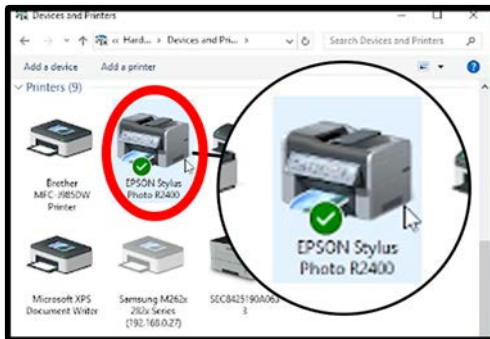 Devices and Printers
« Hard... > Devices and Pri... >
Search Devices and Printers
Add a device
Add a printer
Printers (9)
Brother
MFC-J985DW
Printer
EPSON Stylus
Photo R2400
EPSON Stylus
Photo R2400
Microsoft XPS
Document Writer
Samsung M262x
282x Series
(192.168.0.27)
SEC8425190A063
3